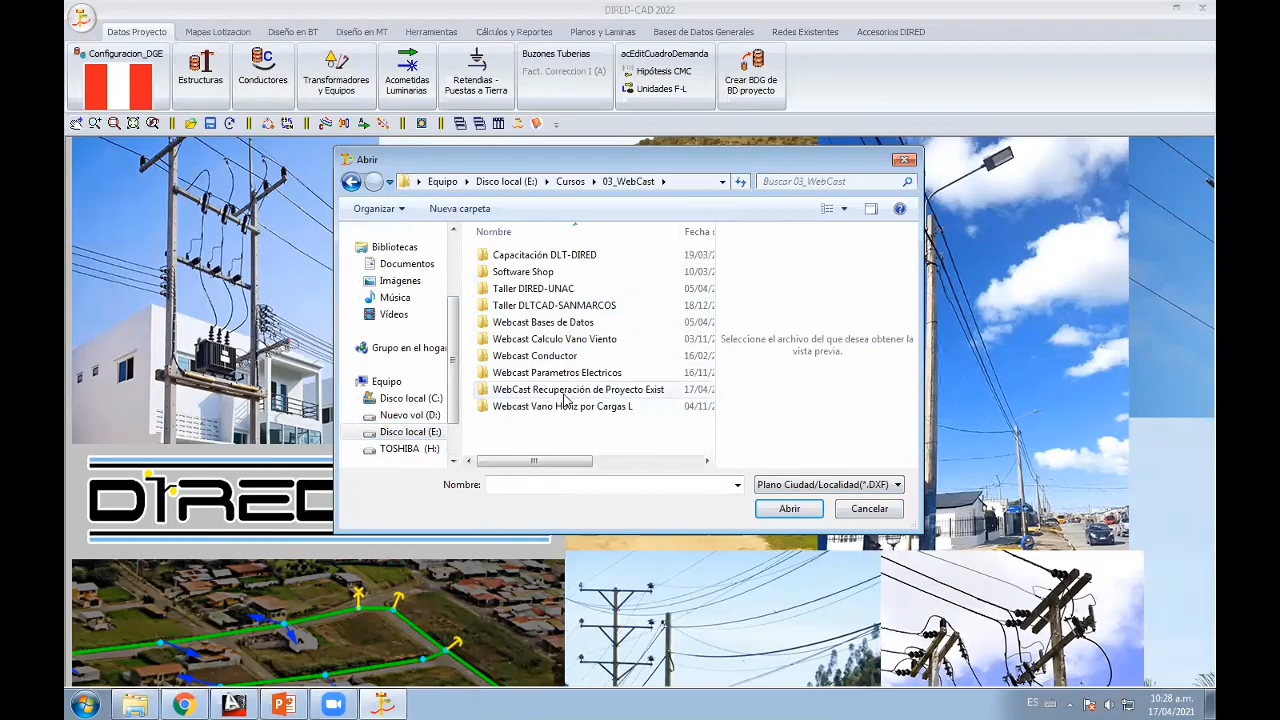 DIRED-CAD 2022
Datos Proyecto Mapas Lotizacion Diseño en BT Diseño en MT Herramientas Cálculos y Reportes Planos y Laminas Bases de Datos Generales Redes Existentes Accesorios DIRED
Configuracion_DGE
Estructuras
Conductores
Transformadores y Equipos
Acometidas Luminarias
Retendias - Puestas a Tierra
Buzones Tuberias
Fact. Correccion I (A)
acEditCuadroDemanda
Hipótesis CMC
Unidades F-L
Crear BDG de BD proyecto
Abrir
Equipo Disco local (E:) Cursos 03_WebCast
Buscar 03_WebCast
Organizar Nueva carpeta
Nombre Fecha
Bibliotecas
Documentos
Imágenes
Música
Vídeos
Grupo en el hogar
Equipo
Disco local (C:)
Nuevo vol (D:)
Disco local (E:)
TOSHIBA (H:)
Capacitación DLT-DIRED 19/03/2
Software Shop 10/03/2
Taller DIRED-UNAC 05/04/2
Taller DLTCAD-SANMARCOS 18/12/2
Webcast Bases de Datos 05/04/2
Webcast Calculo Vano Viento 03/11/2
Webcast Conductor 16/02/2
Webcast Parametros Electricos 16/11/2
WebCast Recuperación de Proyecto Exist 17/04/2
Webcast Vano Horiz por Cargas L 04/11/2
Seleccione el archivo del que desea obtener la vista previa.
Nombre:
Plano Ciudad/Localidad(*.DXF)
Abrir Cancelar
DIRED
ES
10:28 a.m.
17/04/2021